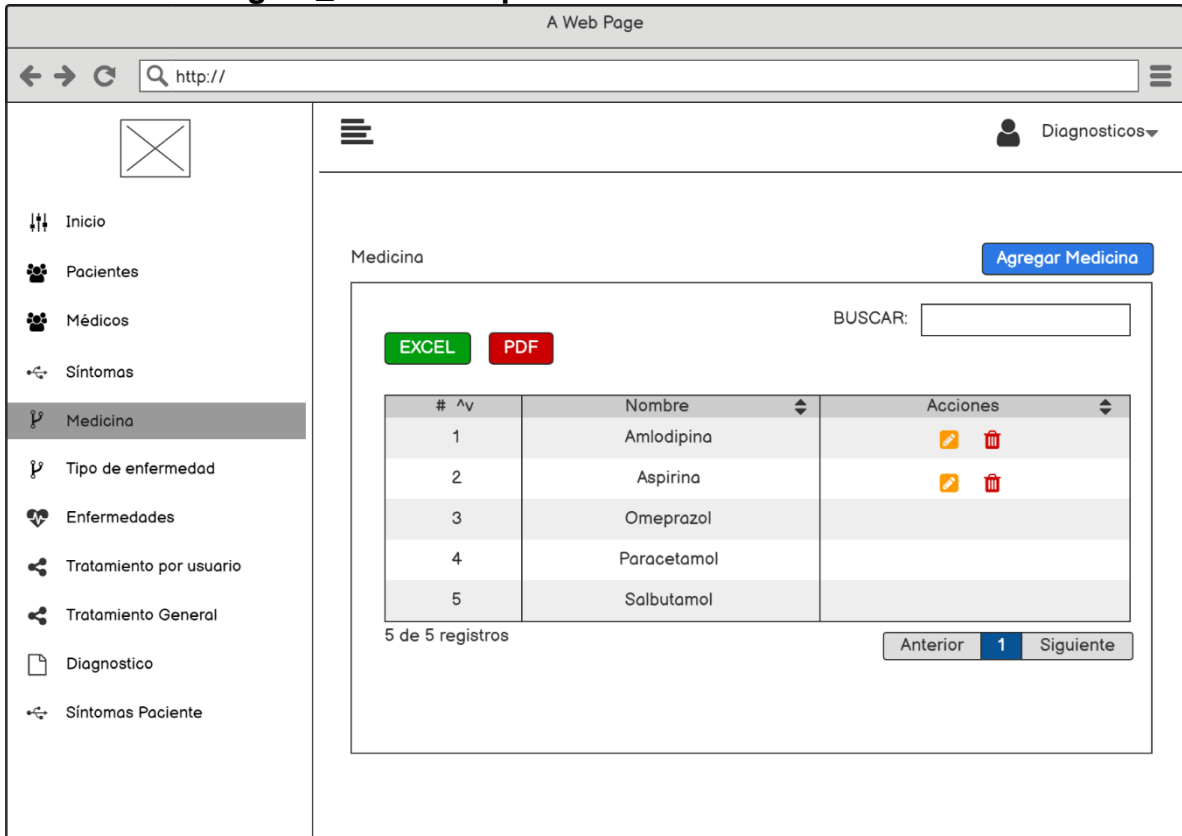 A Web Page
http://
Diagnosticos
Inicio
Pacientes
Médicos
Síntomas
Medicina
Tipo de enfermedad
Enfermedades
Tratamiento por usuario
Tratamiento General
Diagnostico
Síntomas Paciente
Medicina
Agregar Medicina
BUSCAR:
EXCEL PDF
# ^v Nombre Acciones
1 Amlodipina
2 Aspirina
3 Omeprazol
4 Paracetamol
5 Salbutamol
5 de 5 registros
Anterior 1 Siguiente